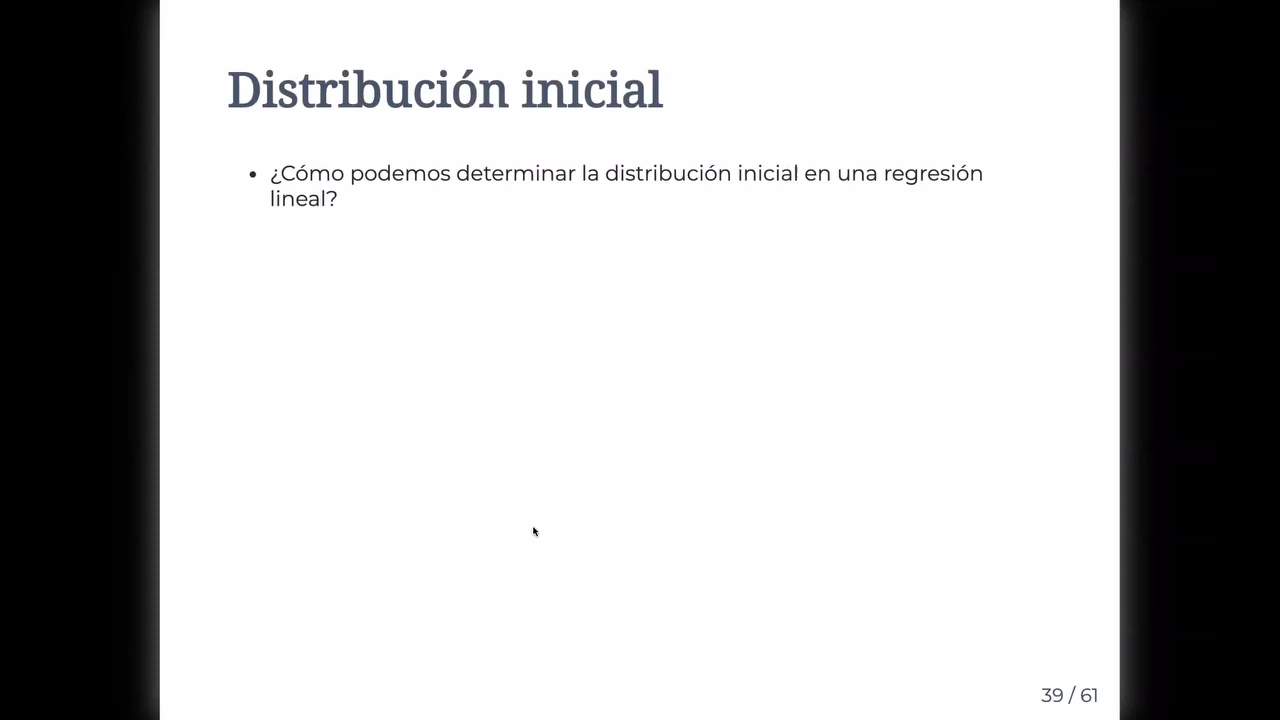 Distribución inicial
• ¿Cómo podemos determinar la distribución inicial en una regresión
lineal?
39 / 61